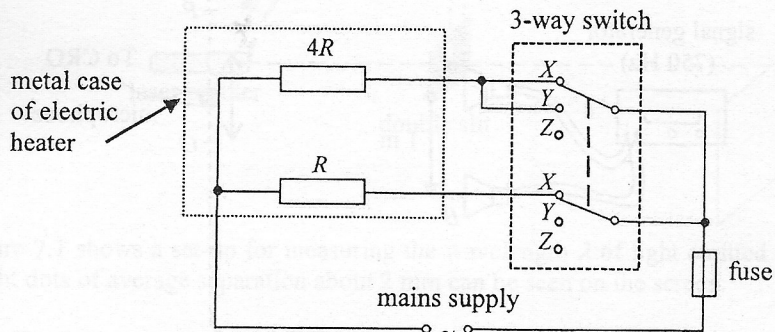 3-way switch
4R
X
Y
Z
metal case
of electric
heater
R
X
Y
Z
fuse
mains supply